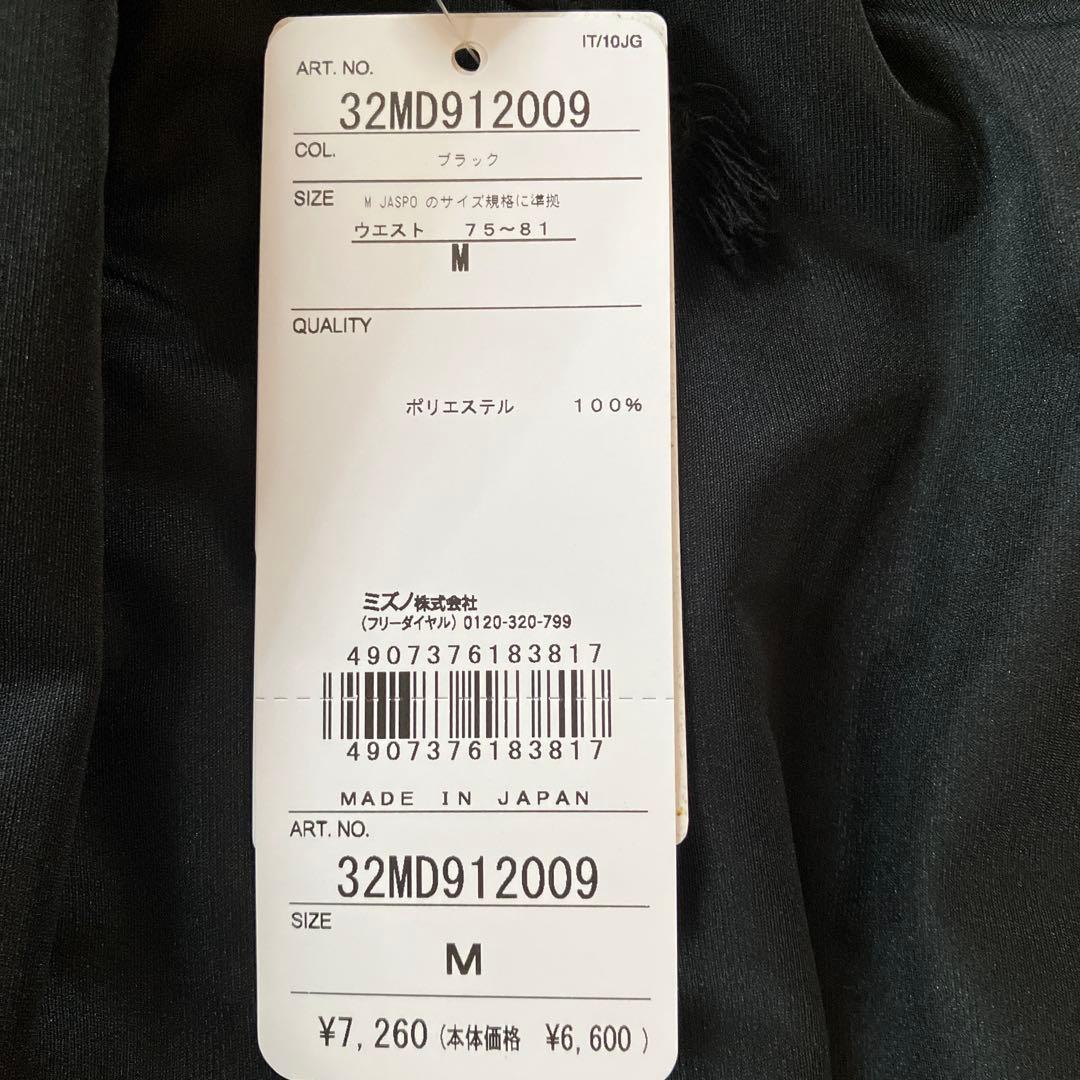 IT/10JG
ART. NO.
32MD912009
COL.
ブラック
SIZE M JASPO のサイズ規格に準拠
ウエスト 75〜81
M
QUALITY
ポリエステル 100%
ミズノ株式会社
(フリーダイヤル) 0120-320-799
4907376183817
4907376183817
MADE IN JAPAN
ART. NO.
32MD912009
SIZE
M
¥7,260 (本体価格 ¥6,600 )